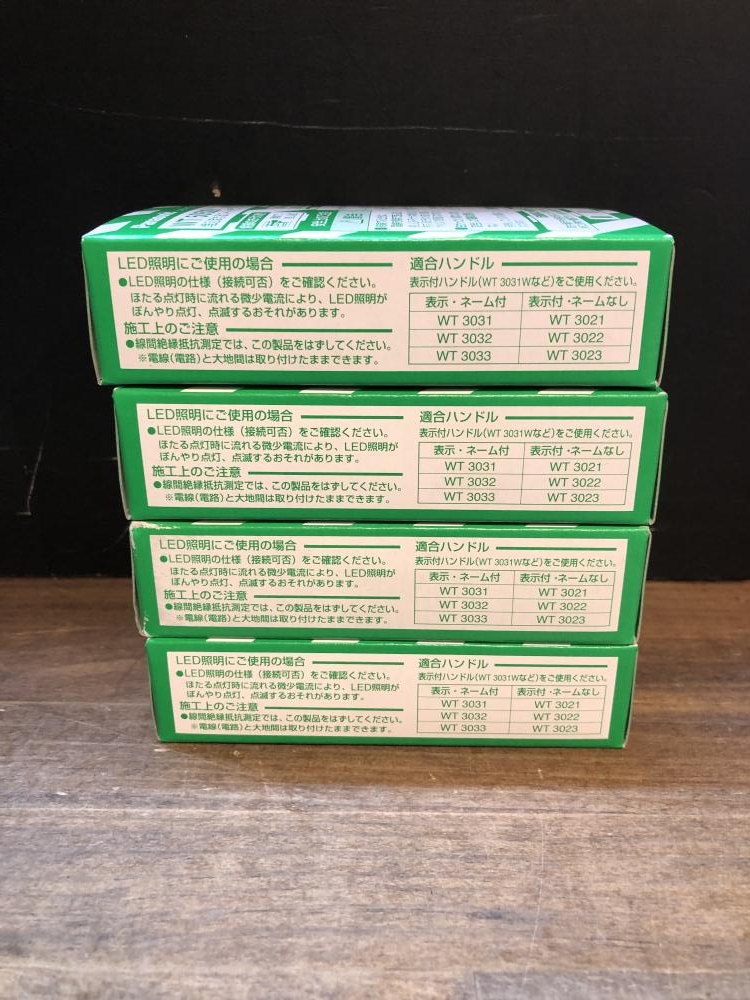 LED照明にご使用の場合
●LED照明の仕様（接続可否）をご確認ください。
ほたる点灯時に流れる微少電流により、LED照明が
ぼんやり点灯、点滅するおそれがあります。
施工上のご注意
●線間絶縁抵抗測定では、この製品をはずしてください。
※電線（電路）と大地間は取り付けたままできます。
適合ハンドル
表示付ハンドル（WT 3031Wなど）をご使用ください。
表示・ネーム付 表示付・ネームなし
WT 3031 WT 3021
WT 3032 WT 3022
WT 3033 WT 3023
LED照明にご使用の場合
●LED照明の仕様（接続可否）をご確認ください。
ほたる点灯時に流れる微少電流により、LED照明が
ぼんやり点灯、点滅するおそれがあります。
施工上のご注意
●線間絶縁抵抗測定では、この製品をはずしてください。
※電線（電路）と大地間は取り付けたままできます。
適合ハンドル
表示付ハンドル（WT 3031Wなど）をご使用ください。
表示・ネーム付 表示付・ネームなし
WT 3031 WT 3021
WT 3032 WT 3022
WT 3033 WT 3023
LED照明にご使用の場合
●LED照明の仕様（接続可否）をご確認ください。
ほたる点灯時に流れる微少電流により、LED照明が
ぼんやり点灯、点滅するおそれがあります。
施工上のご注意
●線間絶縁抵抗測定では、この製品をはずしてください。
※電線（電路）と大地間は取り付けたままできます。
適合ハンドル
表示付ハンドル（WT 3031Wなど）をご使用ください。
表示・ネーム付 表示付・ネームなし
WT 3031 WT 3021
WT 3032 WT 3022
WT 3033 WT 3023
LED照明にご使用の場合
●LED照明の仕様（接続可否）をご確認ください。
ほたる点灯時に流れる微少電流により、LED照明が
ぼんやり点灯、点滅するおそれがあります。
施工上のご注意
●線間絶縁抵抗測定では、この製品をはずしてください。
※電線（電路）と大地間は取り付けたままできます。
適合ハンドル
表示付ハンドル（WT 3031Wなど）をご使用ください。
表示・ネーム付 表示付・ネームなし
WT 3031 WT 3021
WT 3032 WT 3022
WT 3033 WT 3023